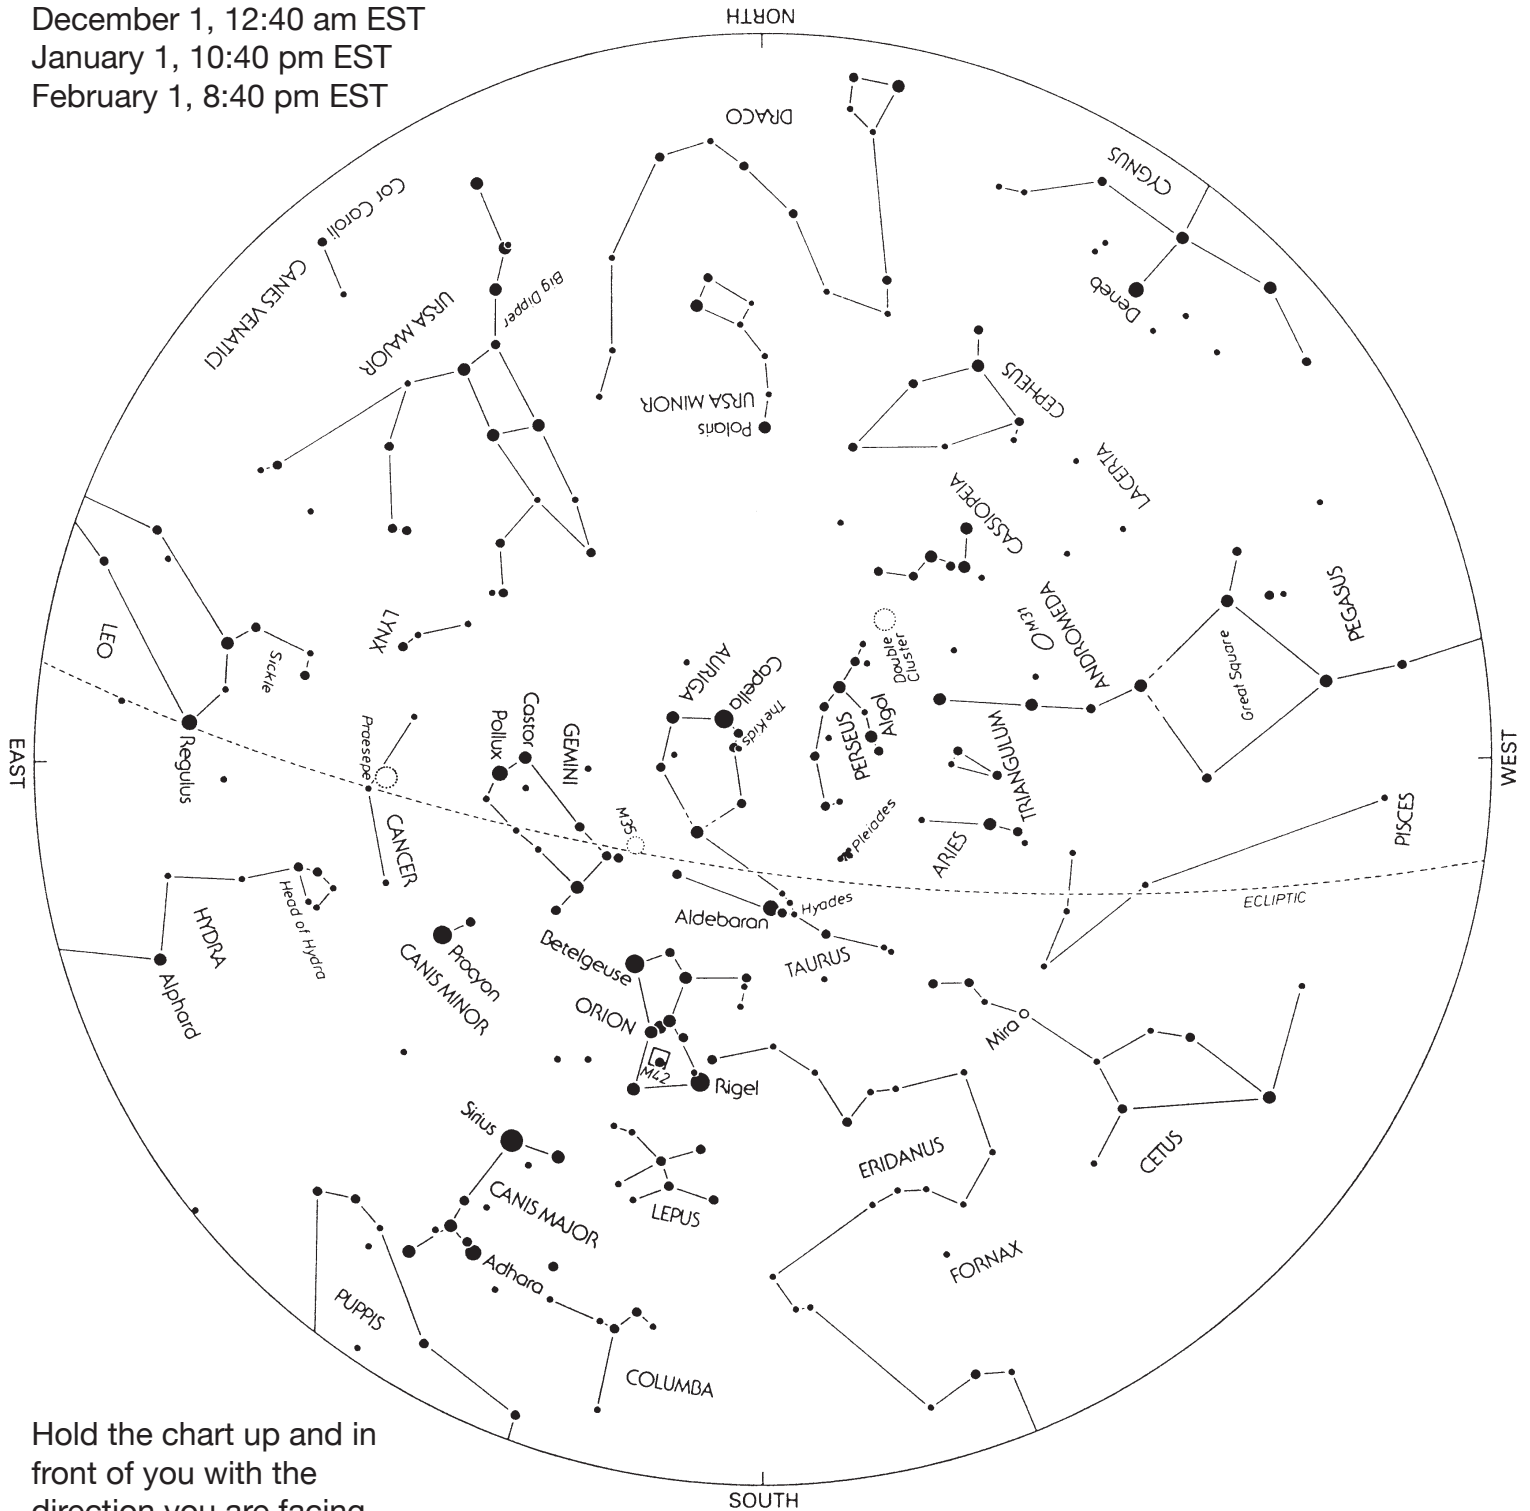 December 1, 12:40 am EST
January 1, 10:40 pm EST
February 1, 8:40 pm EST
NORTH
DRACO
CYGNUS
Cor Caroli
CANES VENATICI
URSA MAJOR
Big Dipper
Deneb
URSA MINOR
Polaris
CEPHEUS
LACERTA
CASSIOPEIA
LEO
Sickle
LYNX
AURIGA
Capella
The Kids
Double
Cluster
PERSEUS
Algol
M31
ANDROMEDA
Great Square
PEGASUS
EAST
Regulus
Praesepe
Pollux
Castor
GEMINI
M35
TRIANGULUM
WEST
CANCER
Pleiades
ARIES
PISCES
HYDRA
Head of Hydra
Aldebaran
Hyades
ECLIPTIC
Alphard
Procyon
CANIS MINOR
Betelgeuse
TAURUS
ORION
Mira
M42
Rigel
Sirius
CANIS MAJOR
LEPUS
ERIDANUS
CETUS
Adhara
FORNAX
PUPPIS
COLUMBA
Hold the chart up and in
front of you with the
direction you are facing
SOUTH